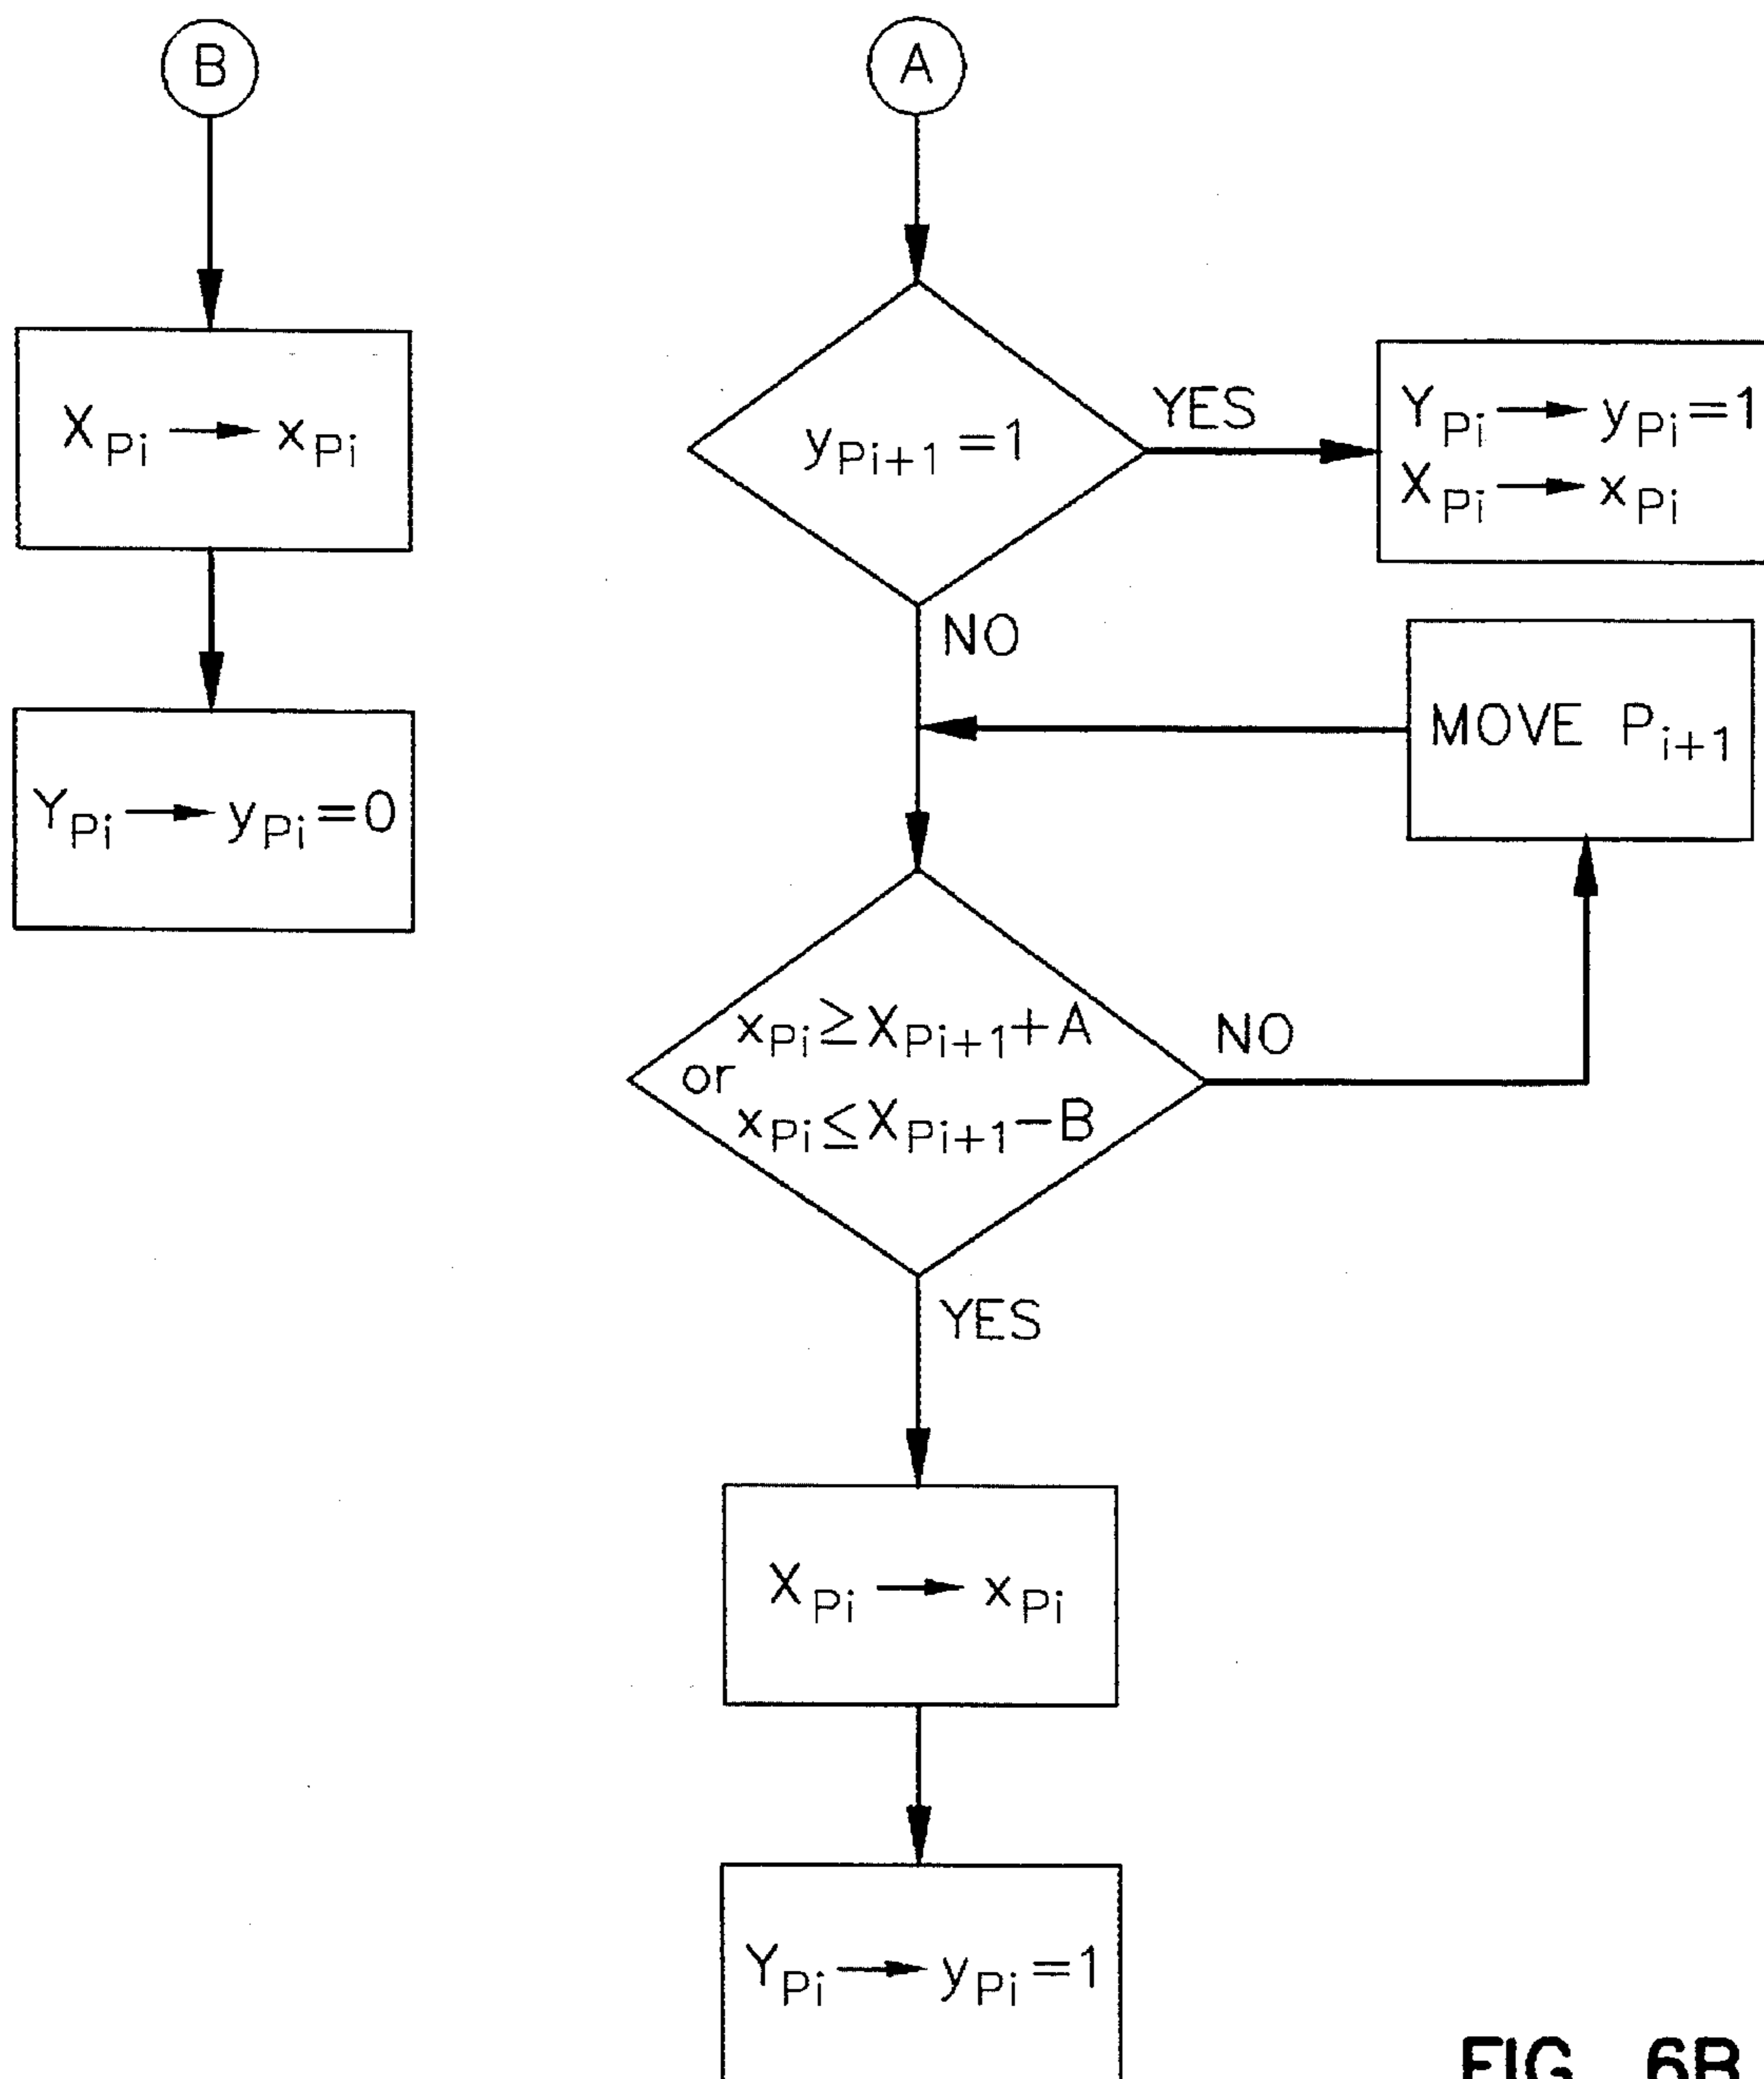 B
X_Pi → x_Pi
Y_Pi → y_Pi=0
A
y_Pi+1=1
YES
Y_Pi → y_Pi=1
X_Pi → x_Pi
NO
MOVE P_i+1
x_Pi≥X_Pi+1+A
or
x_Pi≤X_Pi+1−B
NO
YES
X_Pi → x_Pi
Y_Pi → y_Pi=1
FIG. 6B